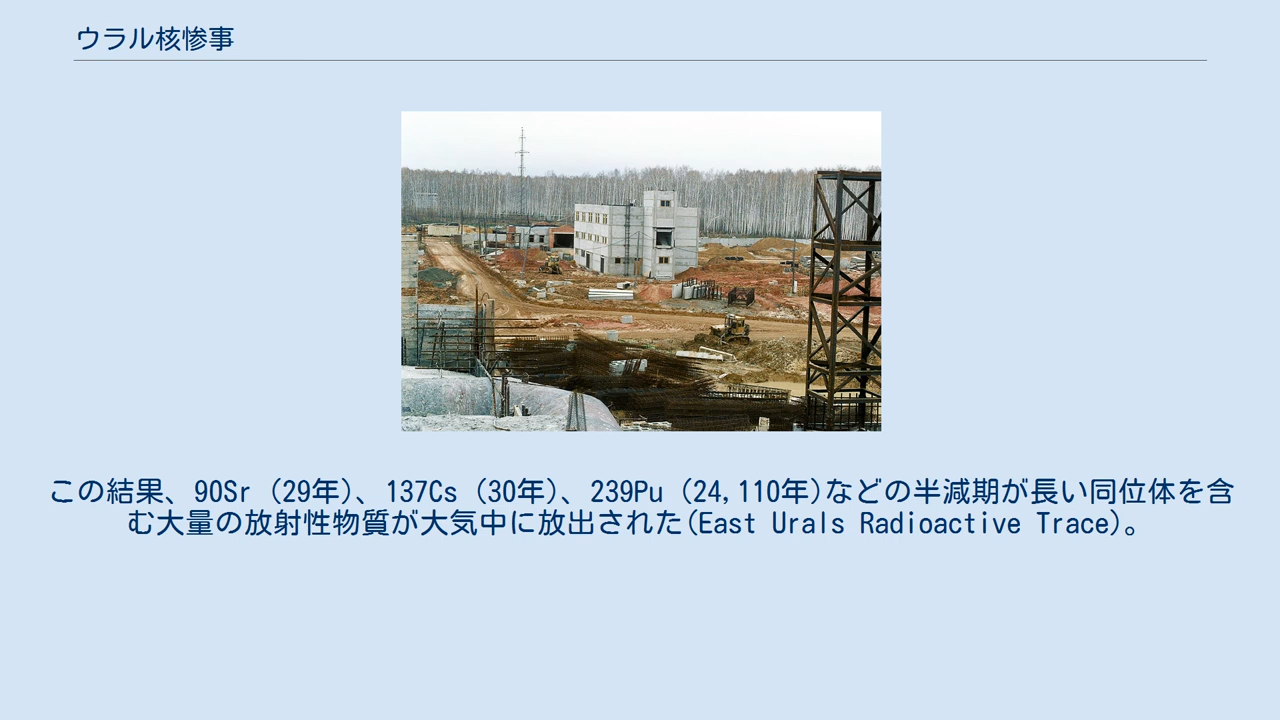 ウラル核惨事
この結果、90Sr (29年)、137Cs (30年)、239Pu (24,110年)などの半減期が長い同位体を含
む大量の放射性物質が大気中に放出された(East Urals Radioactive Trace)。